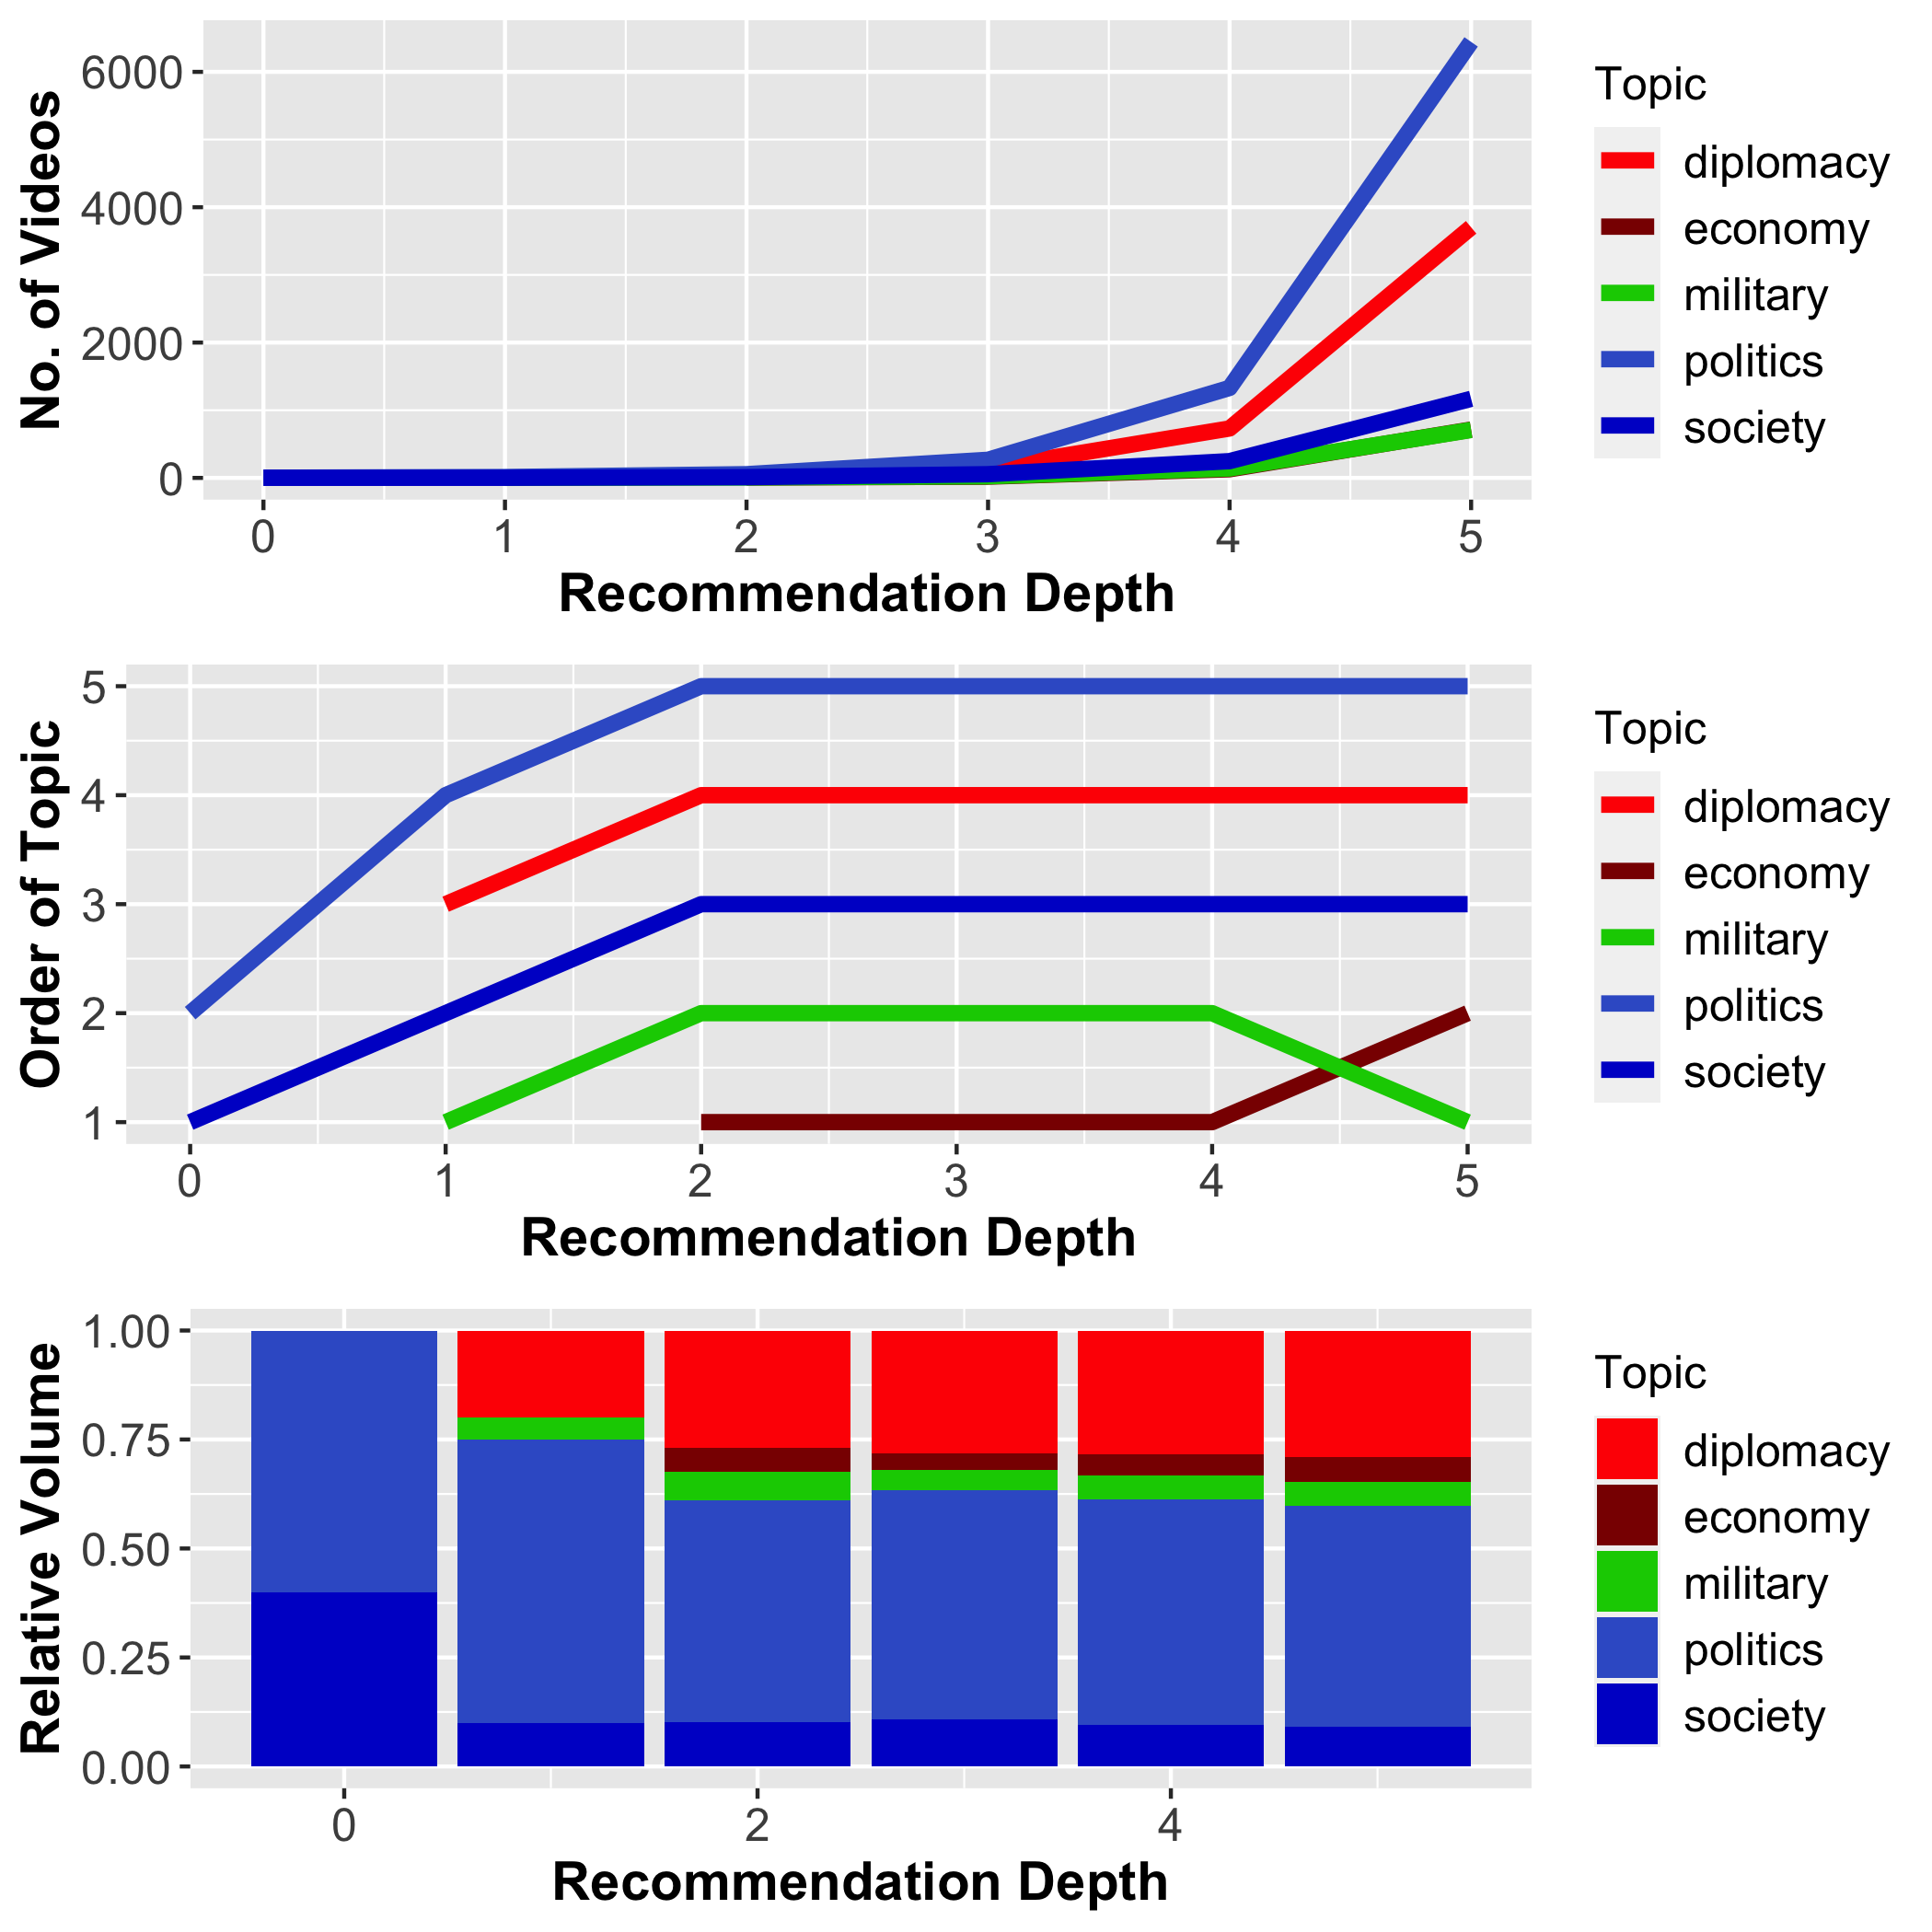 No. of Videos
6000
4000
2000
0
0 1 2 3 4 5
Recommendation Depth
Topic
diplomacy
economy
military
politics
society
Order of Topic
5
4
3
2
1
0 1 2 3 4 5
Recommendation Depth
Topic
diplomacy
economy
military
politics
society
Relative Volume
1.00
0.75
0.50
0.25
0.00
0 2 4
Recommendation Depth
Topic
diplomacy
economy
military
politics
society